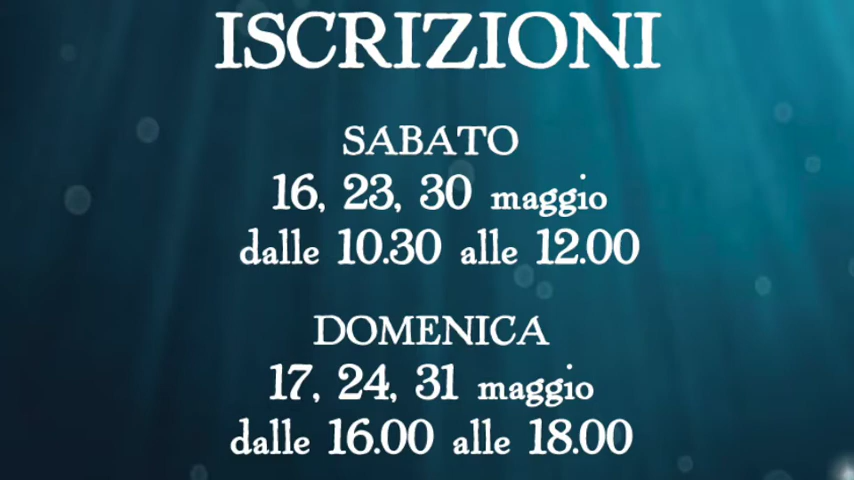 ISCRIZIONI
SABATO
16, 23, 30 maggio
dalle 10.30 alle 12.00
DOMENICA
17, 24, 31 maggio
dalle 16.00 alle 18.00